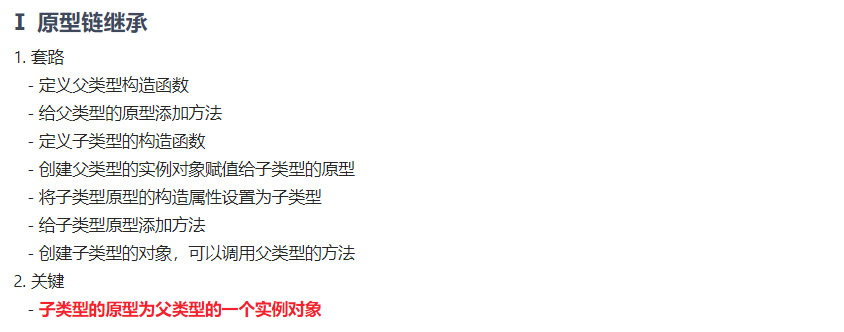 I 原型链继承
1. 套路
- 定义父类型构造函数
- 给父类型的原型添加方法
- 定义子类型的构造函数
- 创建父类型的实例对象赋值给子类型的原型
- 将子类型原型的构造属性设置为子类型
- 给子类型原型添加方法
- 创建子类型的对象，可以调用父类型的方法
2. 关键
- 子类型的原型为父类型的一个实例对象